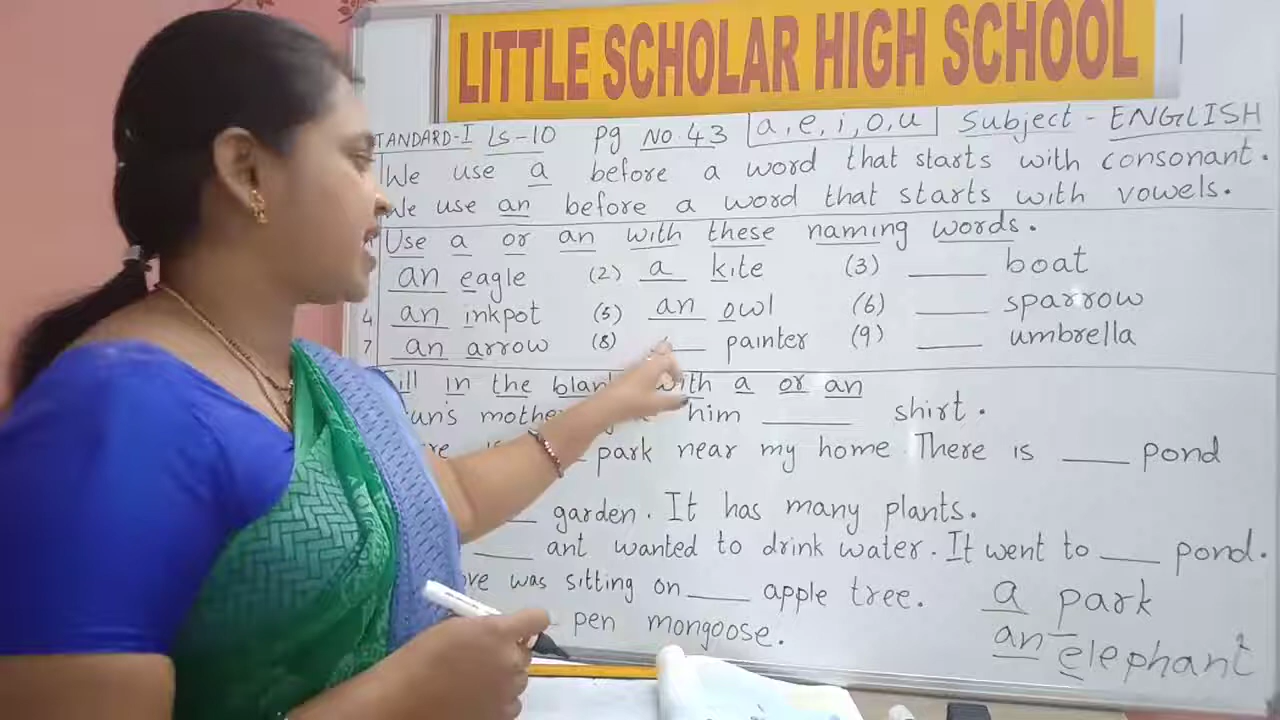 LITTLE SCHOLAR HIGH SCHOOL
TANDARD-I LS-10 Pg NO.43 a, e, i, o, u Subject - ENGLISH
We use a before a word that starts with consonant.
We use an before a word that starts with vowels.
Use a or an with these naming words.
an eagle (2) a kite (3) ____ boat
4 an inkpot (5) an owl (6) ____ sparrow
7 an arrow (8) ____ painter (9) ____ umbrella
in the blank with a or an
mothe him ____ shirt.
park near my home There is ____ pond
____ garden. It has many plants.
____ ant wanted to drink water. It went to ____ pond.
was sitting on ____ apple tree.
pen mongoose.
a park
an elephant